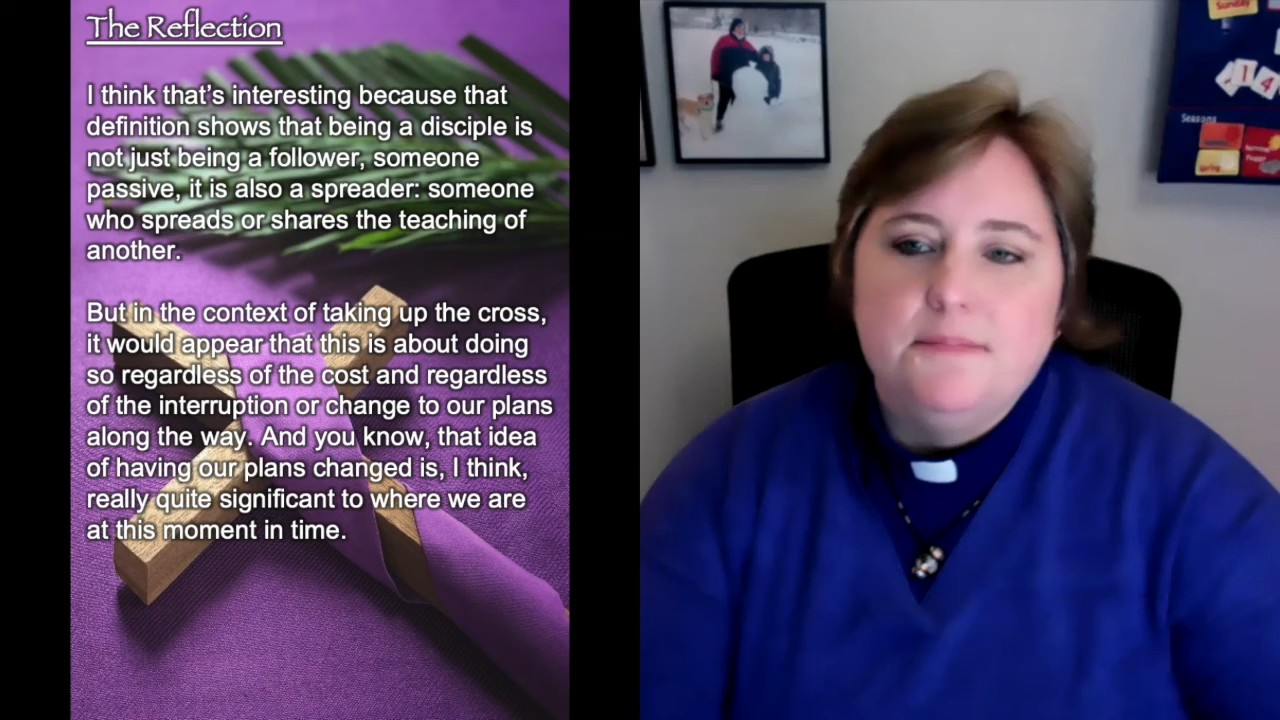 The Reflection
I think that's interesting because that
definition shows that being a disciple is
not just being a follower, someone
passive, it is also a spreader: someone
who spreads or shares the teaching of
another.
But in the context of taking up the cross,
it would appear that this is about doing
so regardless of the cost and regardless
of the interruption or change to our plans
along the way. And you know, that idea
of having our plans changed is, I think,
really quite significant to where we are
at this moment in time.
Sunday
14
Seasons
Spring